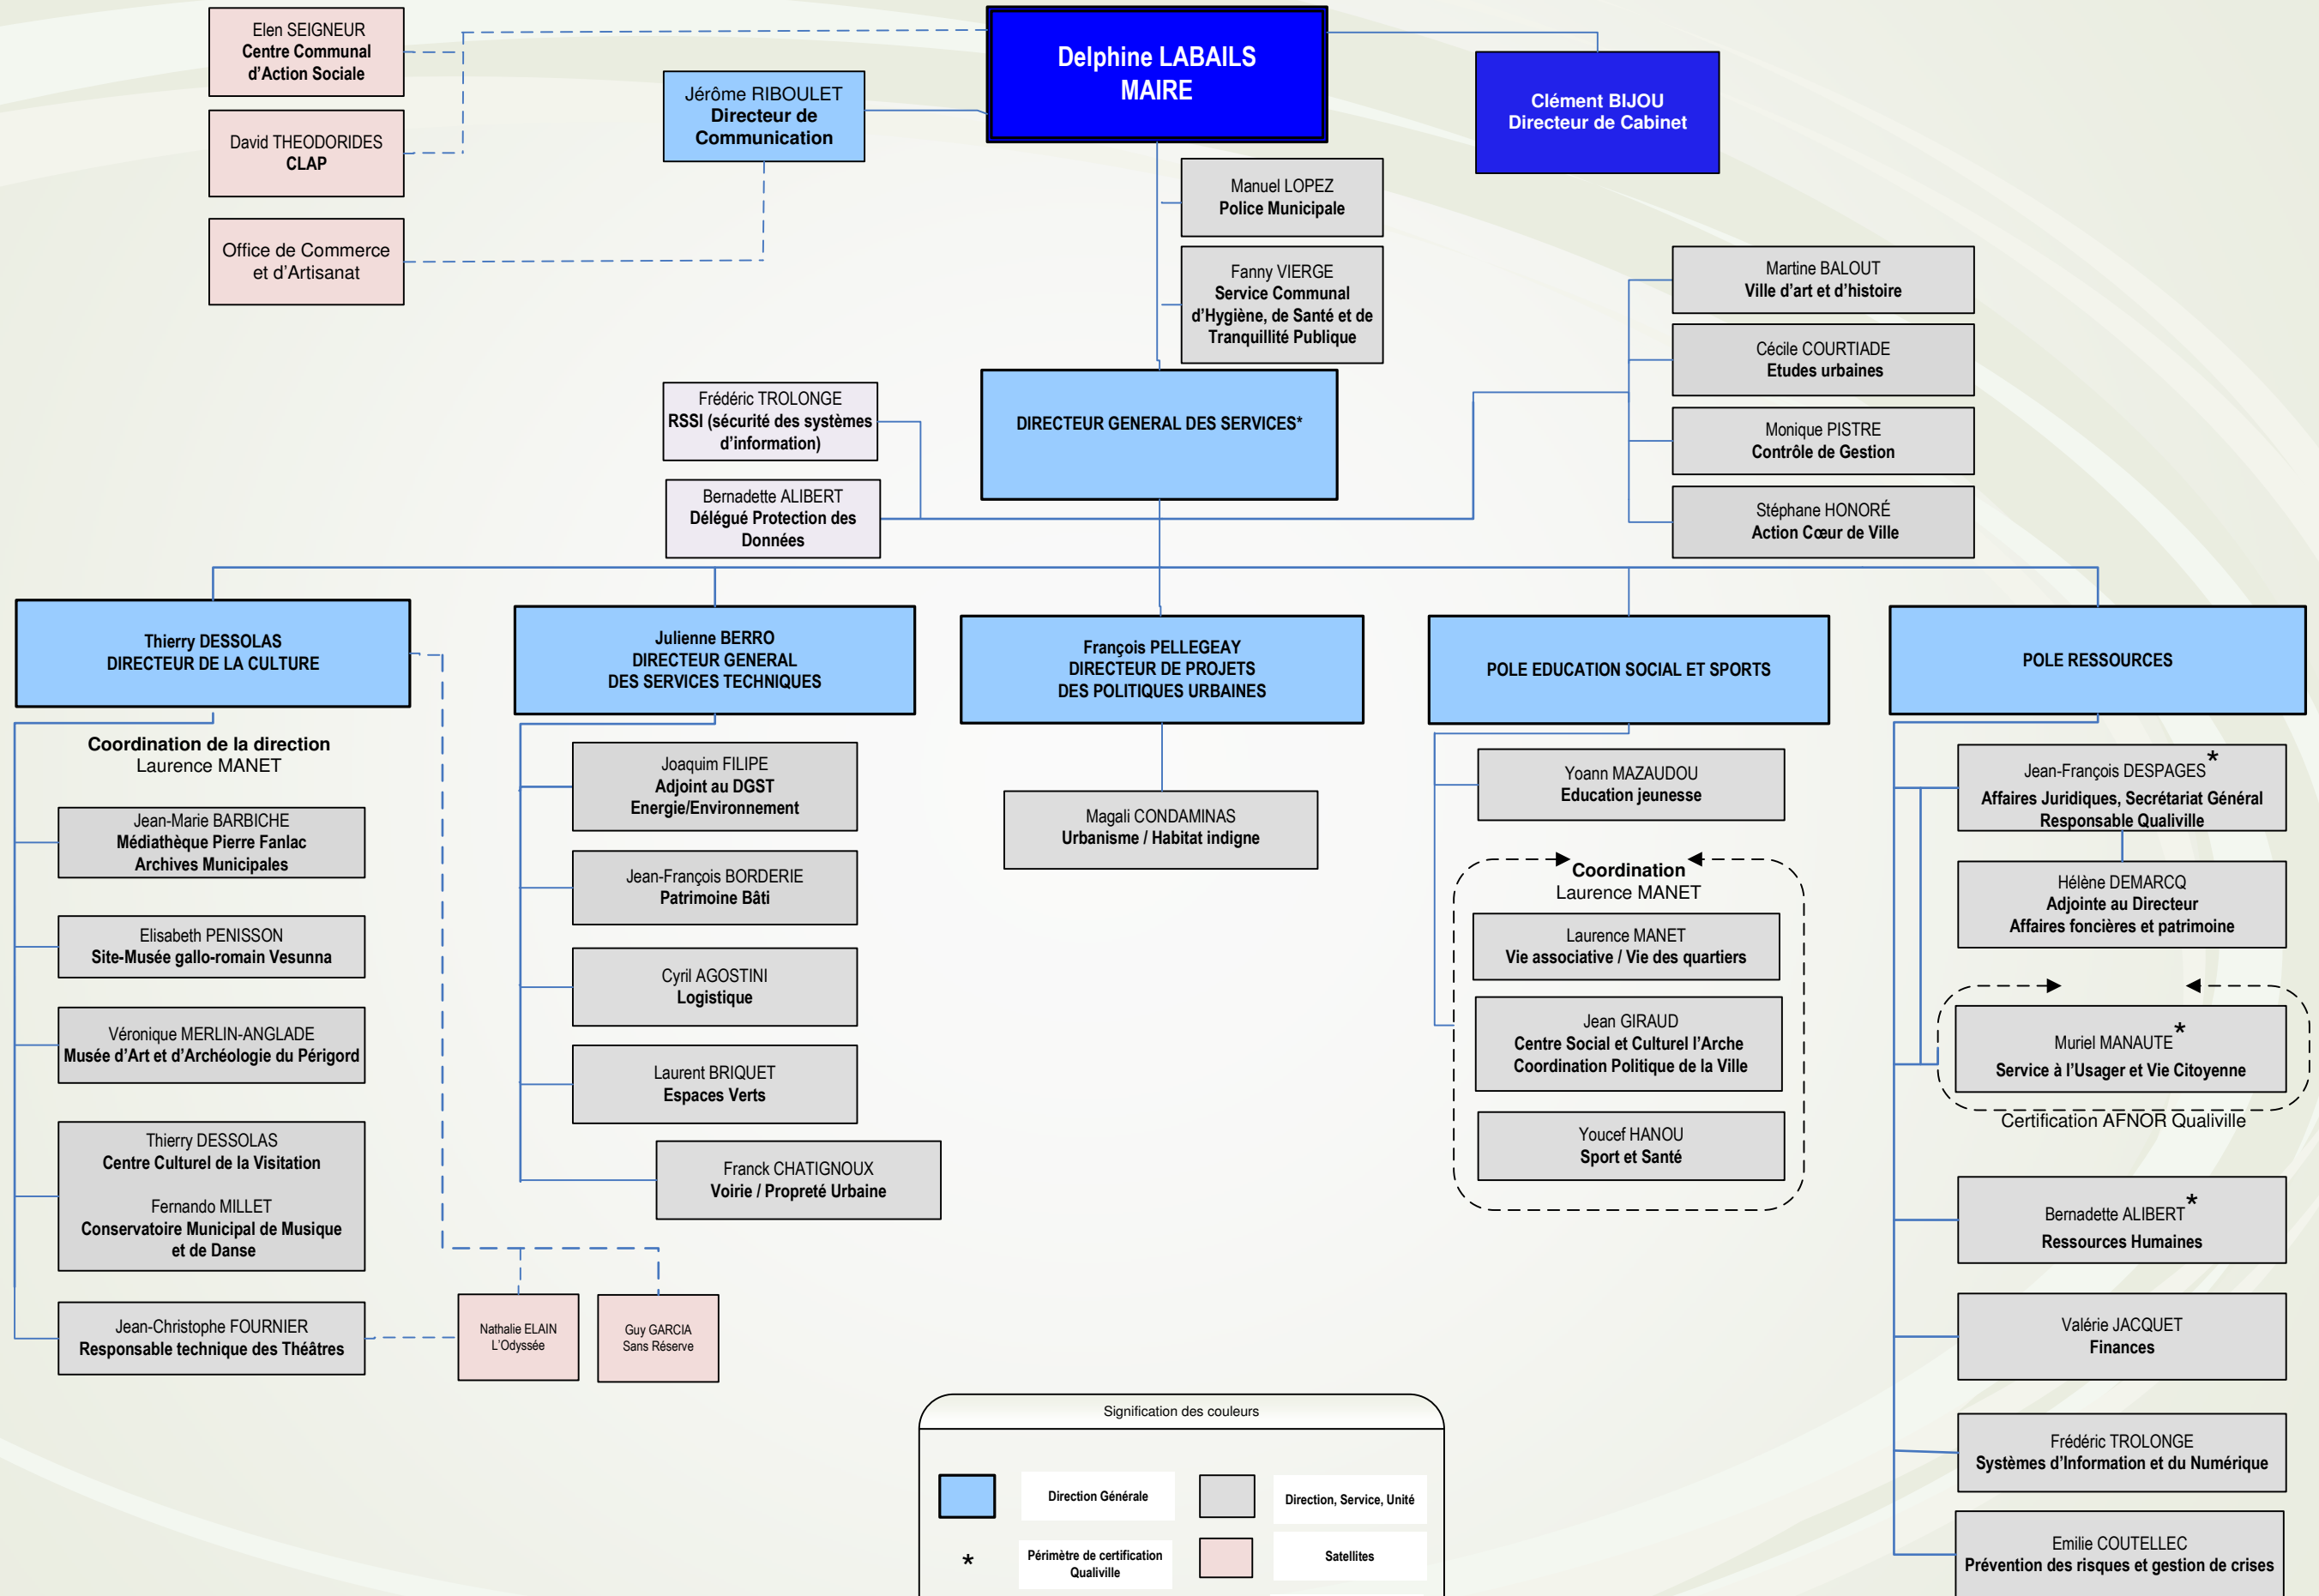 Elen SEIGNEUR
Centre Communal
d'Action Sociale
David THEODORIDES
CLAP
Office de Commerce
et d'Artisanat
Jérôme RIBOULET
Directeur de
Communication
Delphine LABAILS
MAIRE
Clément BIJOU
Directeur de Cabinet
Manuel LOPEZ
Police Municipale
Fanny VIERGE
Service Communal
d'Hygiène, de Santé et de
Tranquillité Publique
Martine BALOUT
Ville d'art et d'histoire
Cécile COURTIADE
Etudes urbaines
Monique PISTRE
Contrôle de Gestion
Stéphane HONORÉ
Action Cœur de Ville
Frédéric TROLONGE
RSSI (sécurité des systèmes
d'information)
Bernadette ALIBERT
Délégué Protection des
Données
DIRECTEUR GENERAL DES SERVICES*
Thierry DESSOLAS
DIRECTEUR DE LA CULTURE
Coordination de la direction
Laurence MANET
Jean-Marie BARBICHE
Médiathèque Pierre Fanlac
Archives Municipales
Elisabeth PENISSON
Site-Musée gallo-romain Vesunna
Véronique MERLIN-ANGLADE
Musée d'Art et d'Archéologie du Périgord
Thierry DESSOLAS
Centre Culturel de la Visitation
Fernando MILLET
Conservatoire Municipal de Musique
et de Danse
Jean-Christophe FOURNIER
Responsable technique des Théâtres
Nathalie ELAIN
L'Odyssée
Guy GARCIA
Sans Réserve
Julienne BERRO
DIRECTEUR GENERAL
DES SERVICES TECHNIQUES
Joaquim FILIPE
Adjoint au DGST
Energie/Environnement
Jean-François BORDERIE
Patrimoine Bâti
Cyril AGOSTINI
Logistique
Laurent BRIQUET
Espaces Verts
Franck CHATIGNOUX
Voirie / Propreté Urbaine
François PELLEGEAY
DIRECTEUR DE PROJETS
DES POLITIQUES URBAINES
Magali CONDAMINAS
Urbanisme / Habitat indigne
POLE EDUCATION SOCIAL ET SPORTS
Yoann MAZAUDOU
Education jeunesse
Coordination
Laurence MANET
Laurence MANET
Vie associative / Vie des quartiers
Jean GIRAUD
Centre Social et Culturel l'Arche
Coordination Politique de la Ville
Youcef HANOU
Sport et Santé
POLE RESSOURCES
Jean-François DESPAGES*
Affaires Juridiques, Secrétariat Général
Responsable Qualiville
Hélène DEMARCQ
Adjointe au Directeur
Affaires foncières et patrimoine
Muriel MANAUTE*
Service à l'Usager et Vie Citoyenne
Certification AFNOR Qualiville
Bernadette ALIBERT*
Ressources Humaines
Valérie JACQUET
Finances
Frédéric TROLONGE
Systèmes d'Information et du Numérique
Emilie COUTELLEC
Prévention des risques et gestion de crises
Signification des couleurs
Direction Générale
Direction, Service, Unité
*
Périmètre de certification
Qualiville
Satellites